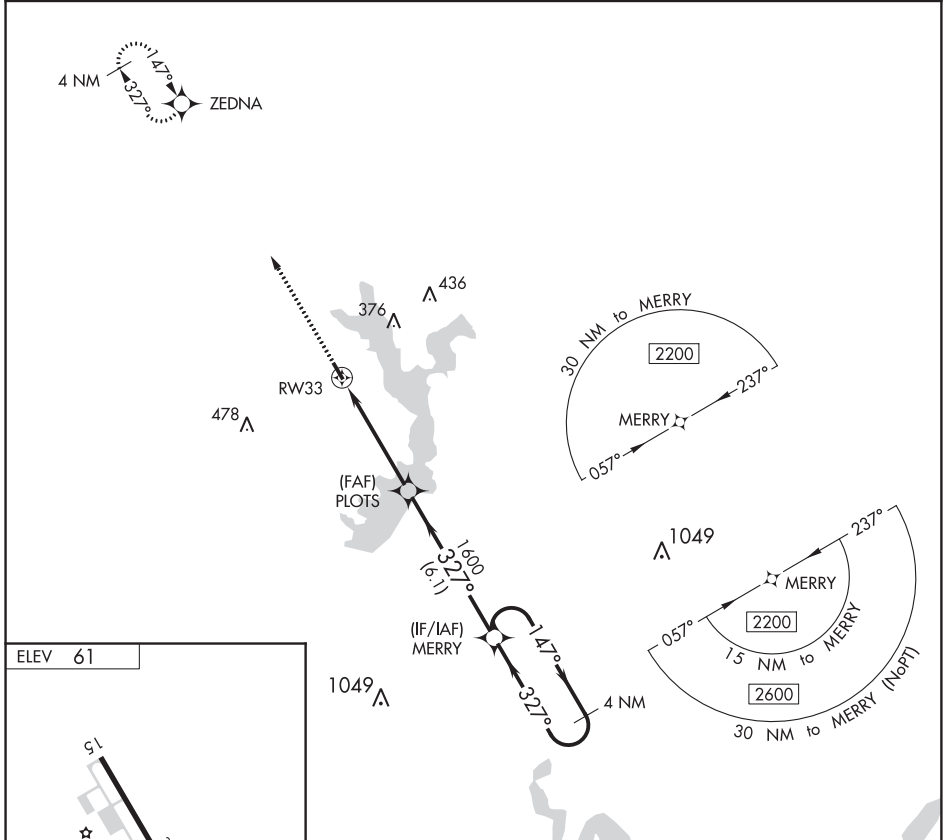 147°
4 NM
327°
ZEDNA
436
376
30 NM to MERRY
2200
237°
RW33
478
MERRY
057°
(FAF)
PLOTS
1600
327°
(6.1)
1049
237°
MERRY
2200
057°
15 NM to MERRY
2600
30 NM to MERRY (NoPT)
(IF/IAF)
MERRY
147°
327°
4 NM
1049
ELEV 61
15